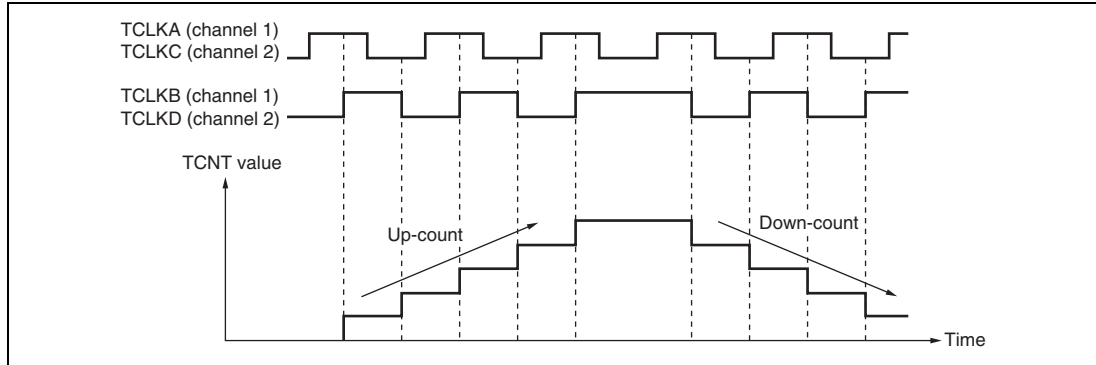 TCLKA (channel 1)
TCLKC (channel 2)
TCLKB (channel 1)
TCLKD (channel 2)
TCNT value
Up-count
Down-count
Time